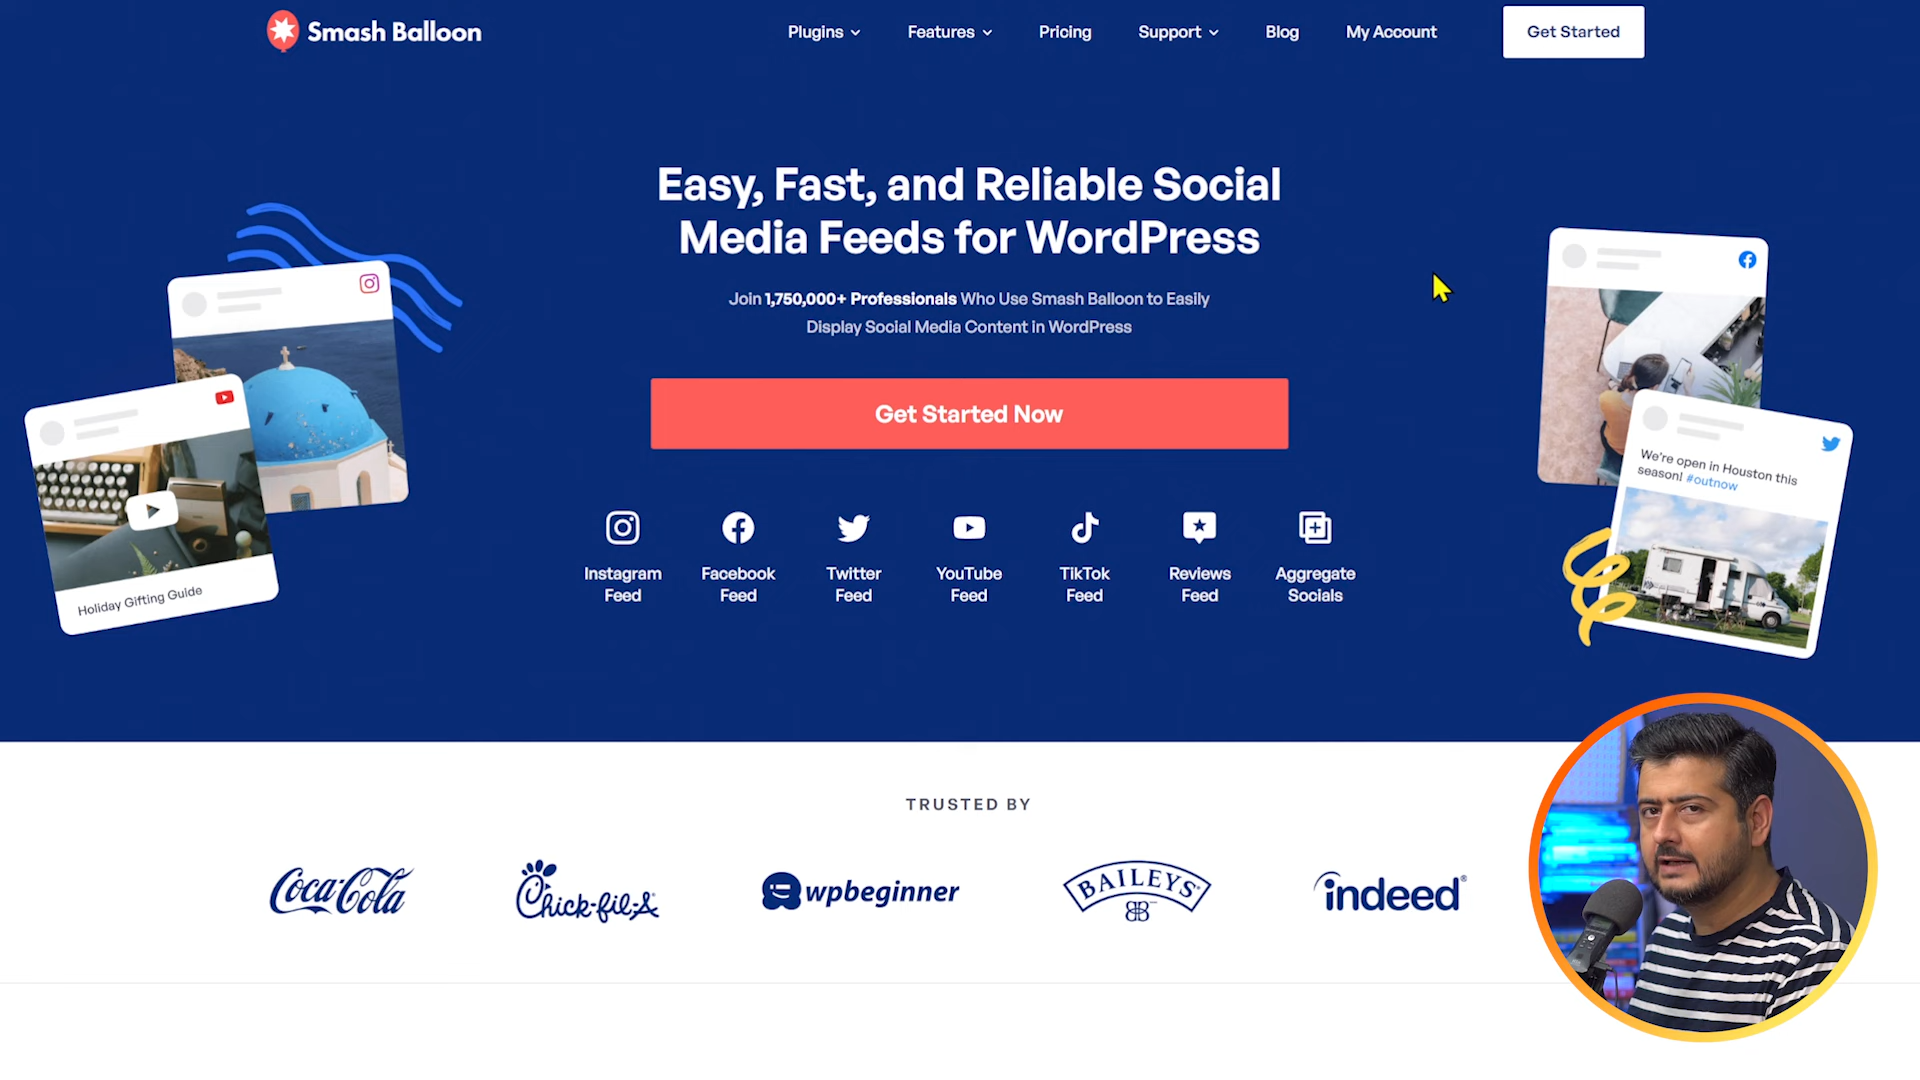 Smash Balloon
Plugins
Features
Pricing
Support
Blog
My Account
Get Started
Easy, Fast, and Reliable Social
Media Feeds for WordPress
Join 1,750,000+ Professionals Who Use Smash Balloon to Easily
Display Social Media Content in WordPress
Get Started Now
Instagram
Feed
Facebook
Feed
Twitter
Feed
YouTube
Feed
TikTok
Feed
Reviews
Feed
Aggregate
Socials
Holiday Gifting Guide
We're open in Houston this
season! #outnow
TRUSTED BY
Coca-Cola
Chick-fil-A®
wpbeginner
BAILEYS
indeed®